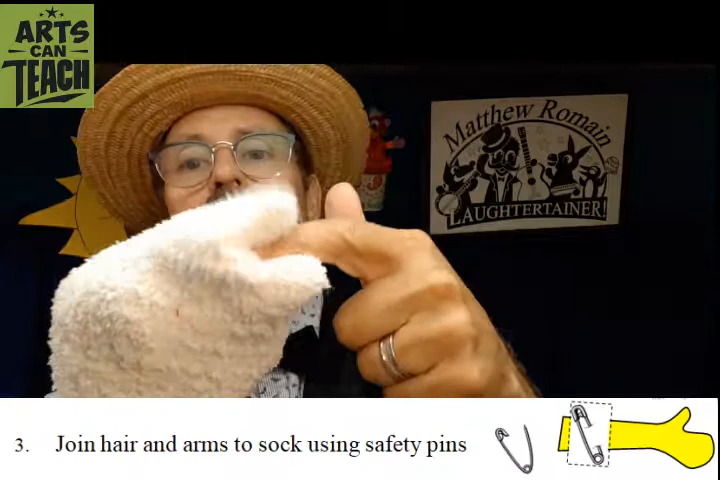 ARTS
CAN
TEACH
Matthew Romain
LAUGHTERTAINER!
3. Join hair and arms to sock using safety pins